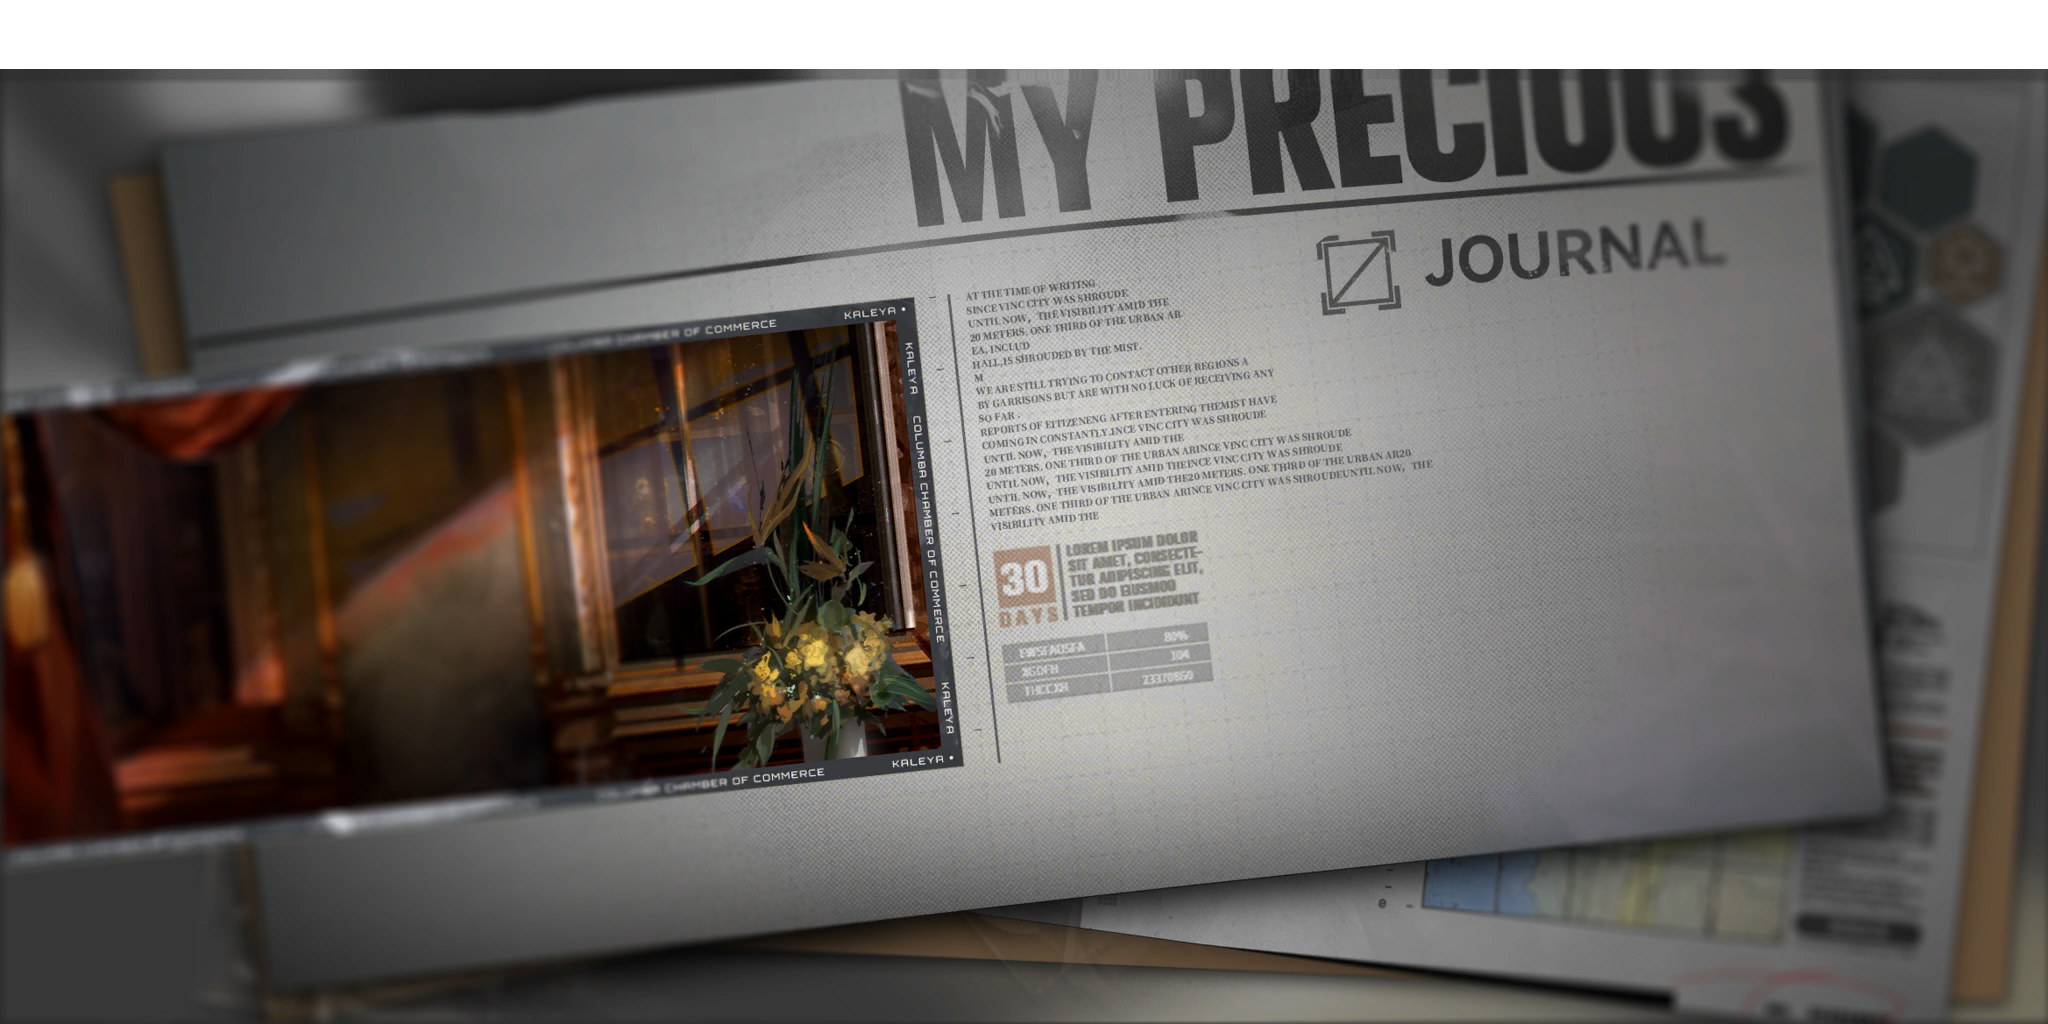 MY PRECIOUS
JOURNAL
CHAMBER OF COMMERCE
KALEYA •
KALEYA
COLUMBA CHAMBER OF COMMERCE
KALEYA
CHAMBER OF COMMERCE
KALEYA •
AT THE TIME OF WRITING
SINCE VINC CITY WAS SHROUDE
UNTIL NOW, THE VISIBILITY AMID THE
20 METERS. ONE THIRD OF THE URBAN AR
EA, INCLUD
HALL,IS SHROUDED BY THE MIST.
M
WE ARE STILL TRYING TO CONTACT OTHER REGIONS A
BY GARRISONS BUT ARE WITH NO LUCK OF RECEIVING ANY
SO FAR .
REPORTS OF EITIZENENG AFTER ENTERING THEMIST HAVE
COMING IN CONSTANTLY.INCE VINC CITY WAS SHROUDE
UNTIL NOW, THE VISIBILITY AMID THE
20 METERS. ONE THIRD OF THE URBAN ARINCE VINC CITY WAS SHROUDE
UNTIL NOW, THE VISIBILITY AMID THEINCE VINC CITY WAS SHROUDE
UNTIL NOW, THE VISIBILITY AMID THE20 METERS. ONE THIRD OF THE URBAN AR20
METERS. ONE THIRD OF THE URBAN ARINCE VINC CITY WAS SHROUDEUNTIL NOW, THE
VISIBILITY AMID THE
30
DAYS
LOREM IPSUM DOLOR
SIT AMET, CONSECTE-
TUR ADIPISCING ELIT,
SED DO EIUSMOD
TEMPOR INCIDIDUNT
EWSFAOSFA 80%
104
THCCXH 23370860